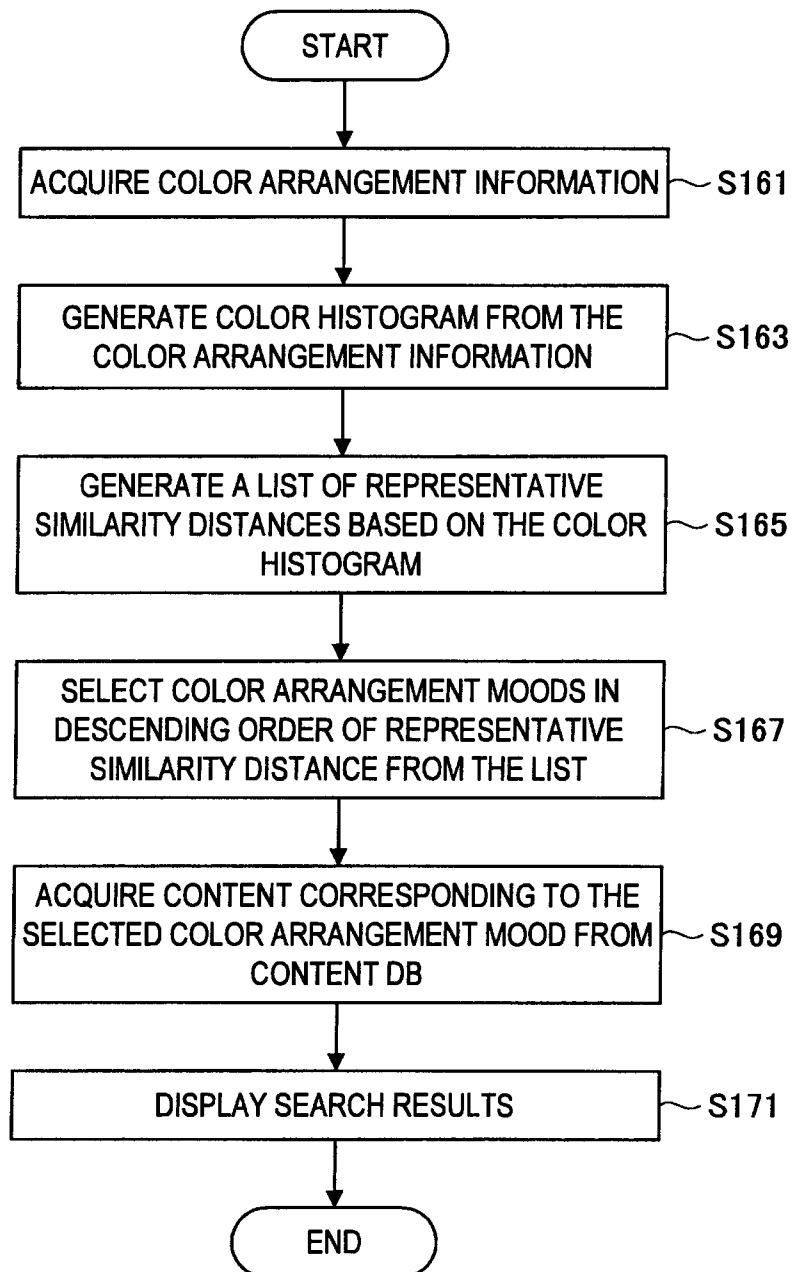 START
ACQUIRE COLOR ARRANGEMENT INFORMATION
S161
GENERATE COLOR HISTOGRAM FROM THE
COLOR ARRANGEMENT INFORMATION
S163
GENERATE A LIST OF REPRESENTATIVE
SIMILARITY DISTANCES BASED ON THE COLOR
HISTOGRAM
S165
SELECT COLOR ARRANGEMENT MOODS IN
DESCENDING ORDER OF REPRESENTATIVE
SIMILARITY DISTANCE FROM THE LIST
S167
ACQUIRE CONTENT CORRESPONDING TO THE
SELECTED COLOR ARRANGEMENT MOOD FROM
CONTENT DB
S169
DISPLAY SEARCH RESULTS
S171
END